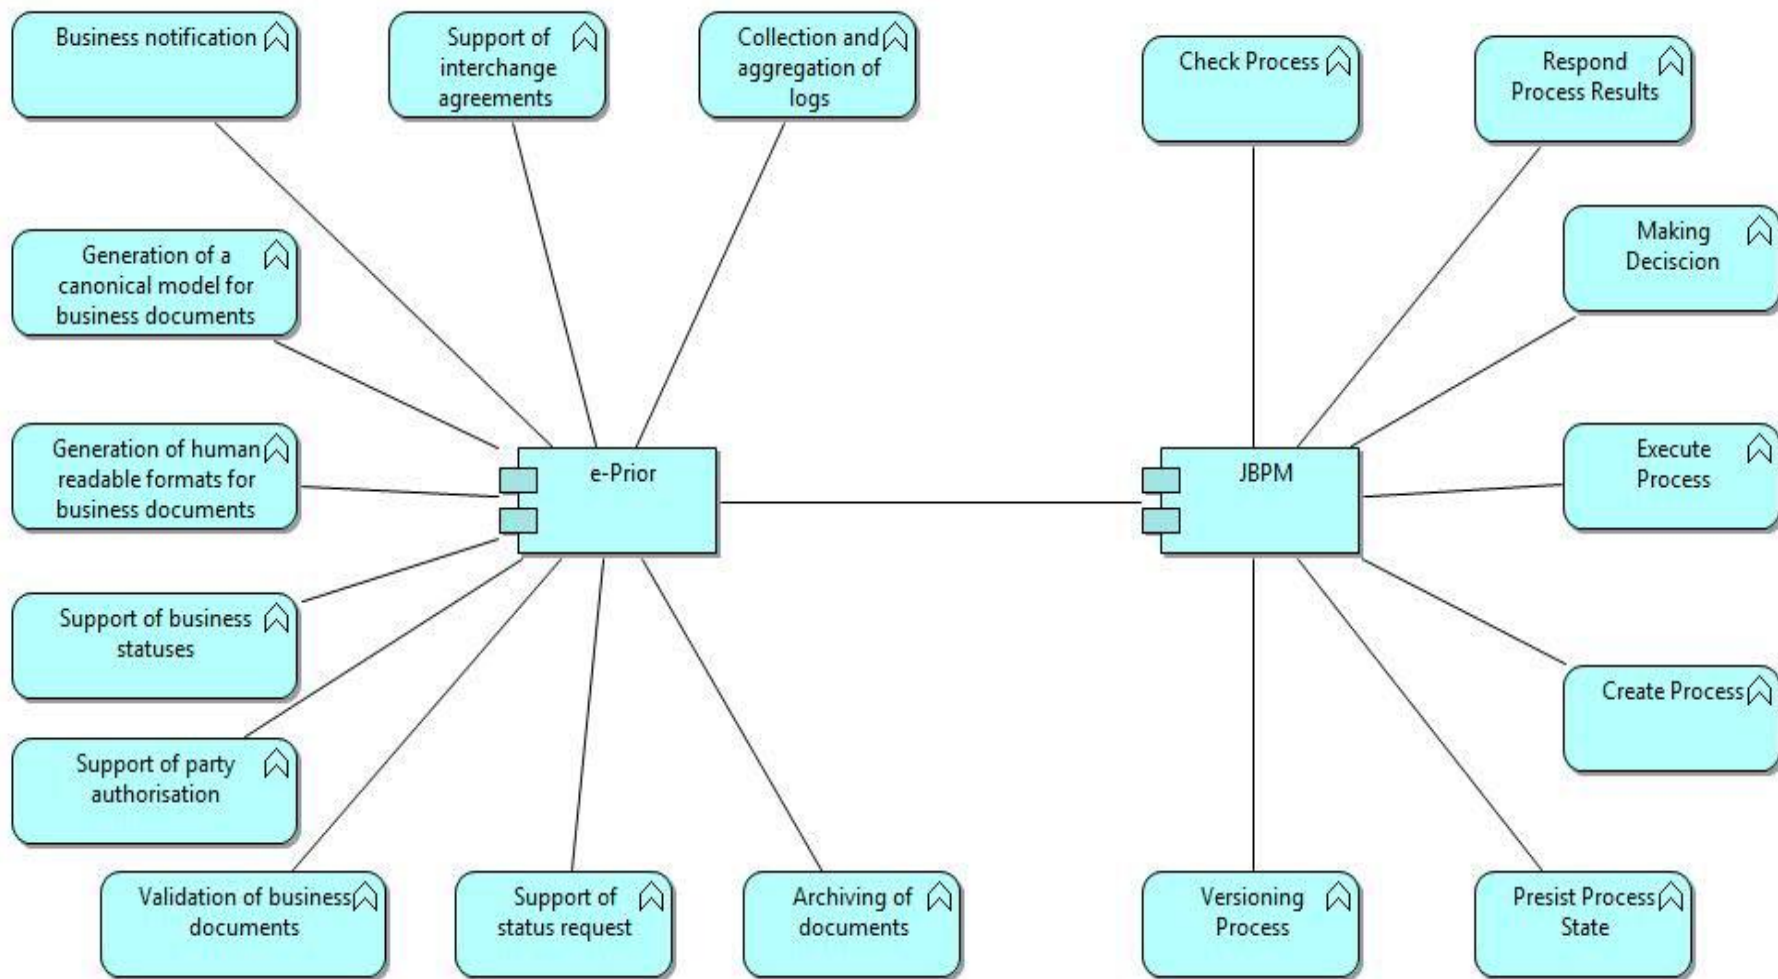 Business notification
Support of
interchange
agreements
Collection and
aggregation of
logs
Check Process
Respond
Process Results
Generation of a
canonical model for
business documents
Making
Deciscion
Generation of human
readable formats for
business documents
e-Prior
JBPM
Execute
Process
Support of business
statuses
Create Process
Support of party
authorisation
Validation of business
documents
Support of
status request
Archiving of
documents
Versioning
Process
Presist Process
State